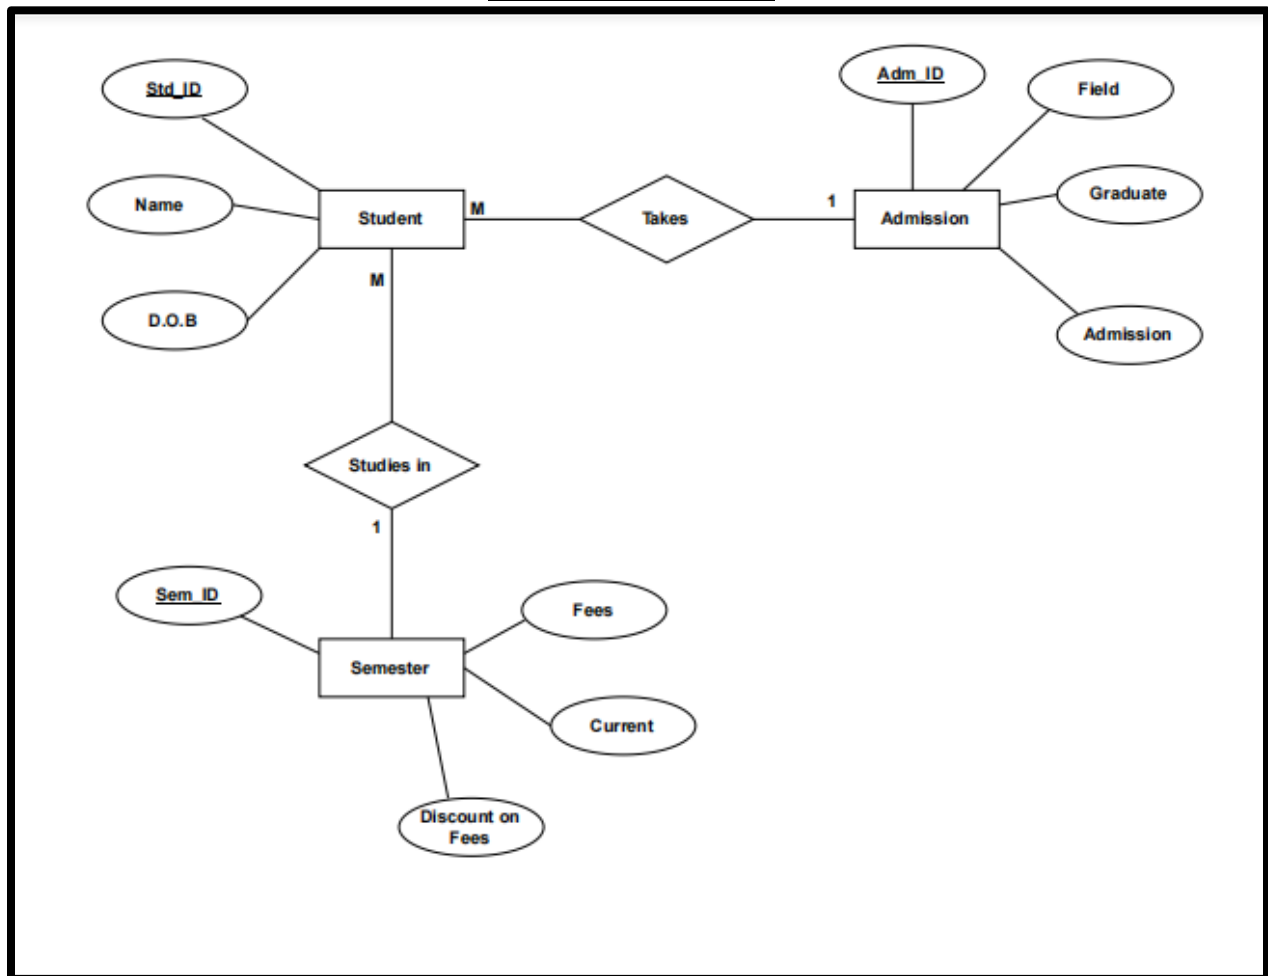 Std_ID
Adm_ID
Field
Name
Graduate
Student
M
Takes
1
Admission
M
D.O.B
Admission
Studies in
1
Sem_ID
Fees
Semester
Current
Discount on
Fees